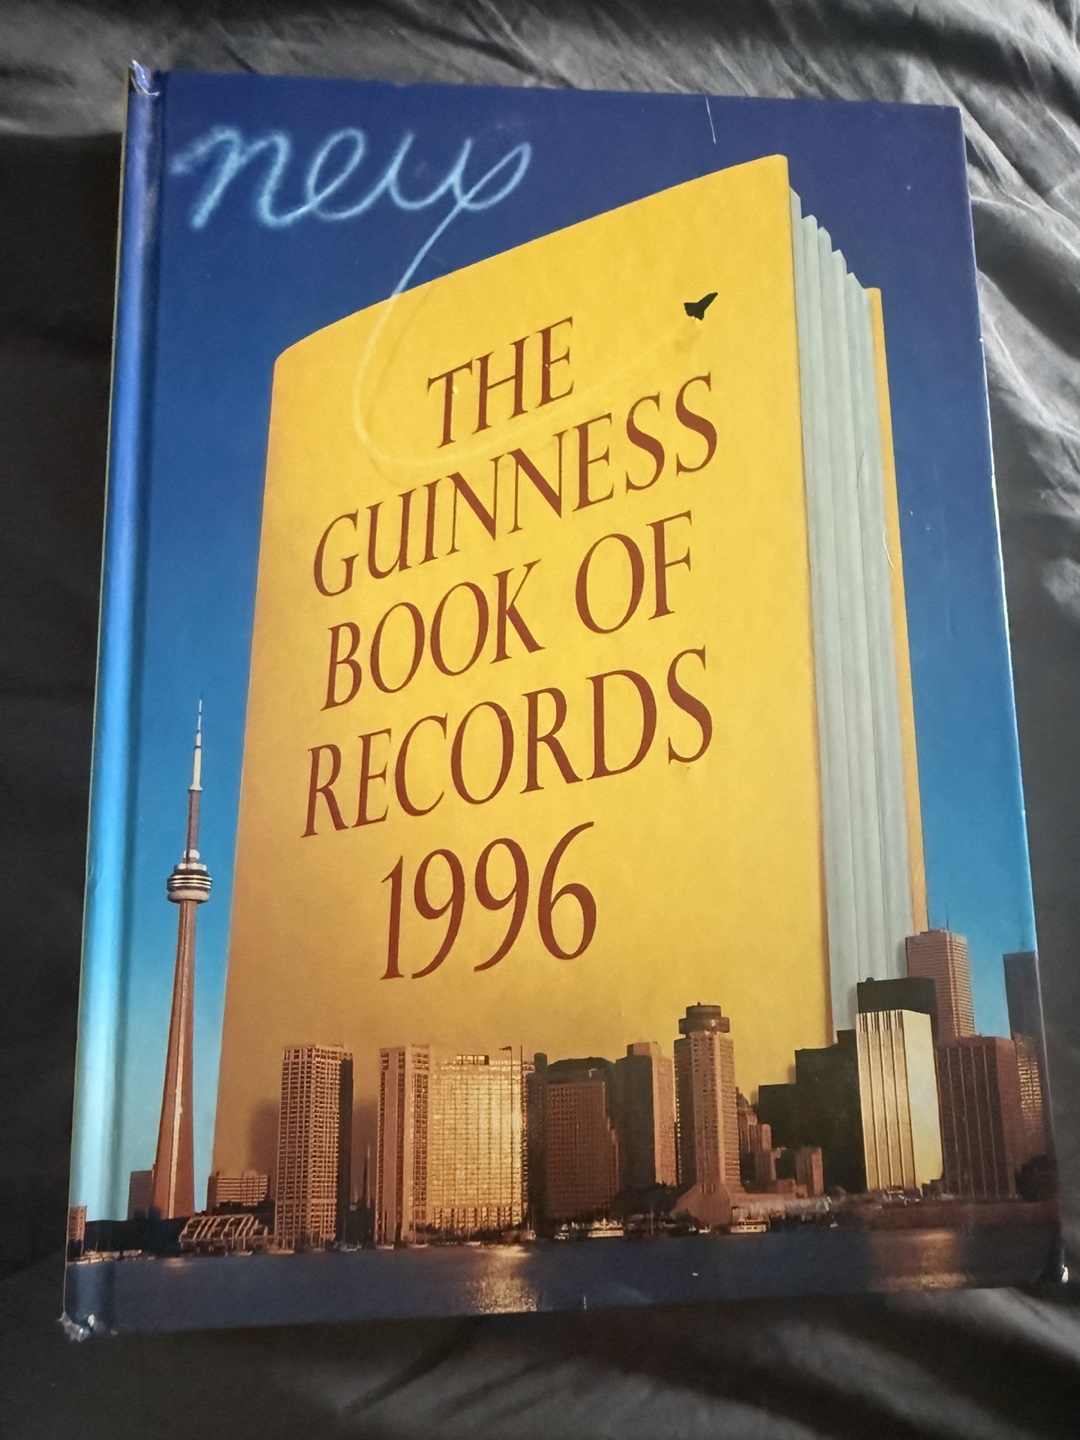 new
THE
GUINNESS
BOOK OF
RECORDS
1996